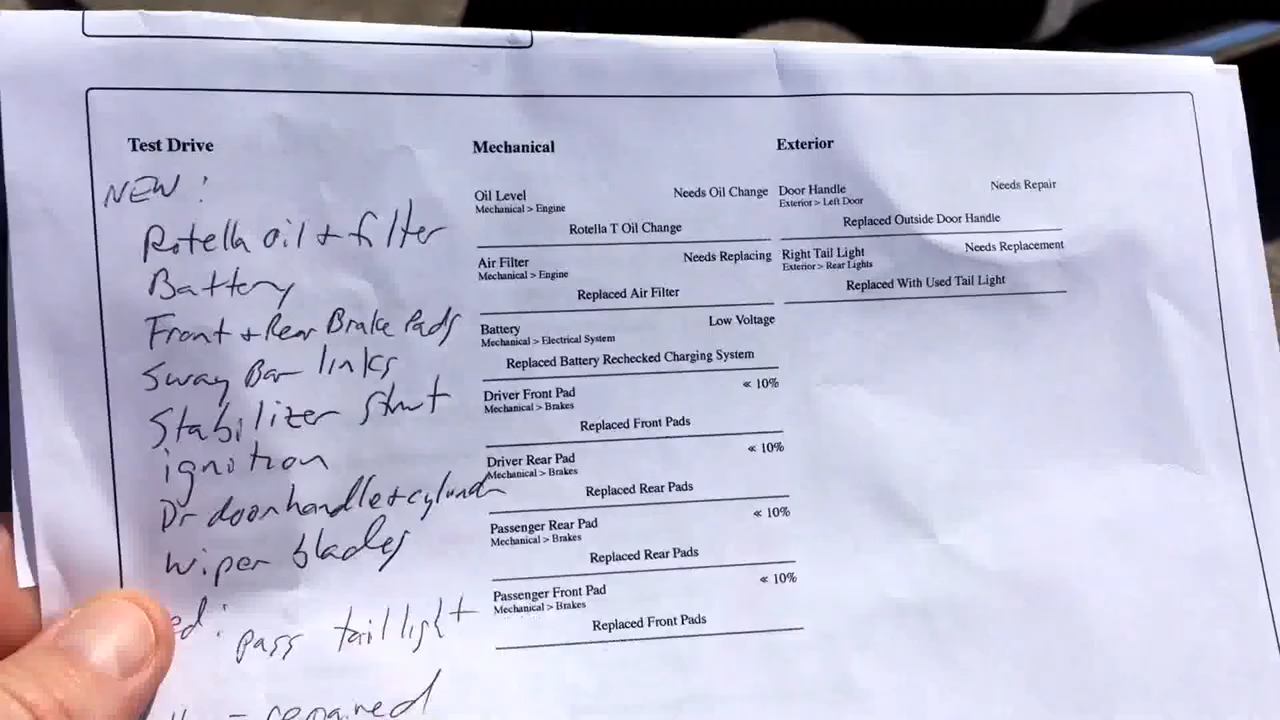 Test Drive
NEW:
Rotella oil + filter
Battery
Front + Rear Brake Pads
Sway Bar links
Stabilizer strut
ignition
Dr door handle + cylindr
Wiper blades
ed:
pass tail light
- repaired
Mechanical
Oil Level Needs Oil Change
Mechanical > Engine
Rotella T Oil Change
Air Filter Needs Replacing
Mechanical > Engine
Replaced Air Filter
Battery Low Voltage
Mechanical > Electrical System
Replaced Battery Rechecked Charging System
Driver Front Pad « 10%
Mechanical > Brakes
Replaced Front Pads
Driver Rear Pad « 10%
Mechanical > Brakes
Replaced Rear Pads
Passenger Rear Pad « 10%
Mechanical > Brakes
Replaced Rear Pads
Passenger Front Pad « 10%
Mechanical > Brakes
Replaced Front Pads
Exterior
Door Handle Needs Repair
Exterior > Left Door
Replaced Outside Door Handle
Right Tail Light Needs Replacement
Exterior > Rear Lights
Replaced With Used Tail Light